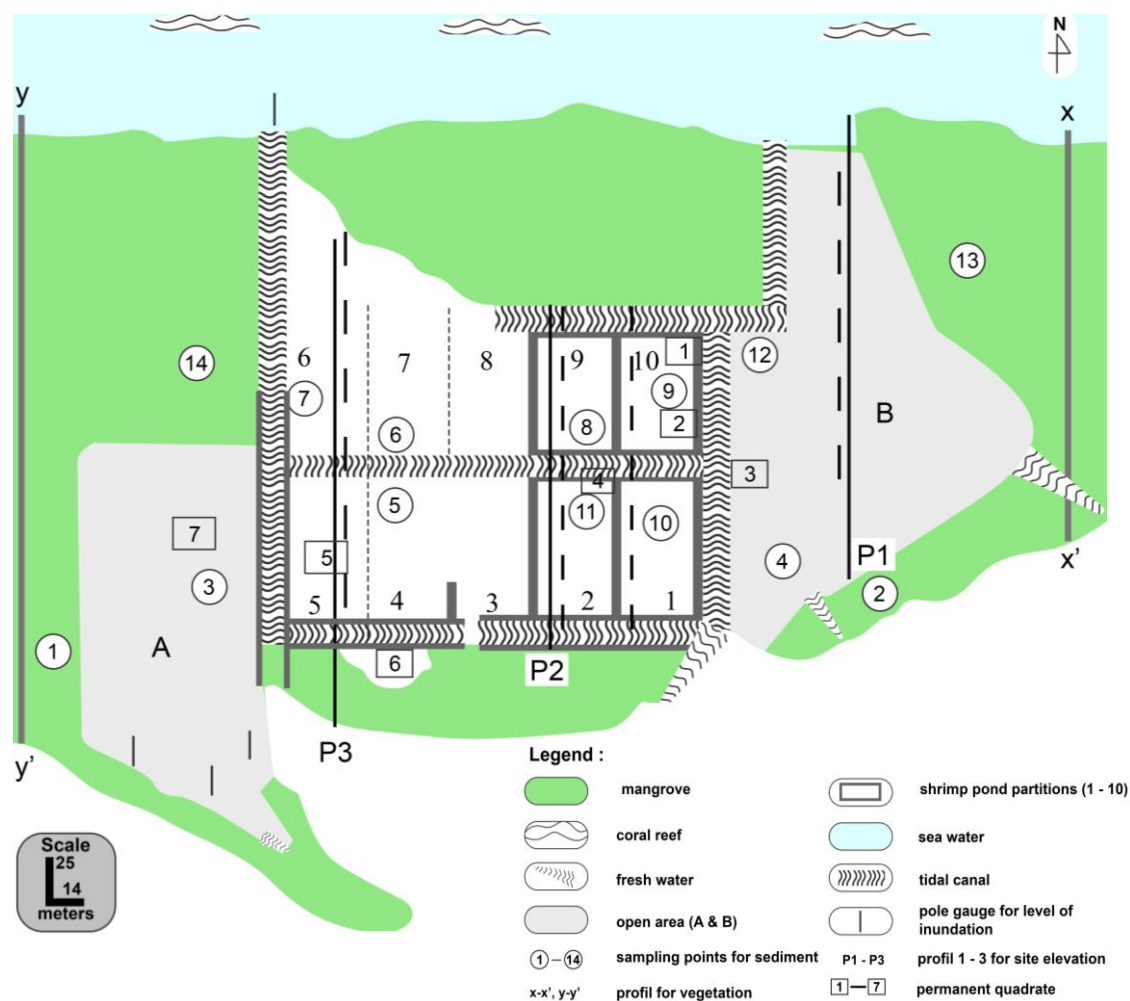 N
y
x
13
12
14
6
7
8
9
10
1
7
9
6
8
2
B
5
4
3
11
10
7
5
4
P1
x'
3
2
A
5
4
3
2
1
1
6
P2
P3
y'
Legend :
mangrove
shrimp pond partitions (1 - 10)
coral reef
sea water
fresh water
tidal canal
open area (A & B)
pole gauge for level of
inundation
1 – 14 sampling points for sediment
P1 - P3 profil 1 - 3 for site elevation
x-x', y-y' profil for vegetation
1 — 7 permanent quadrate
Scale
25
14
meters